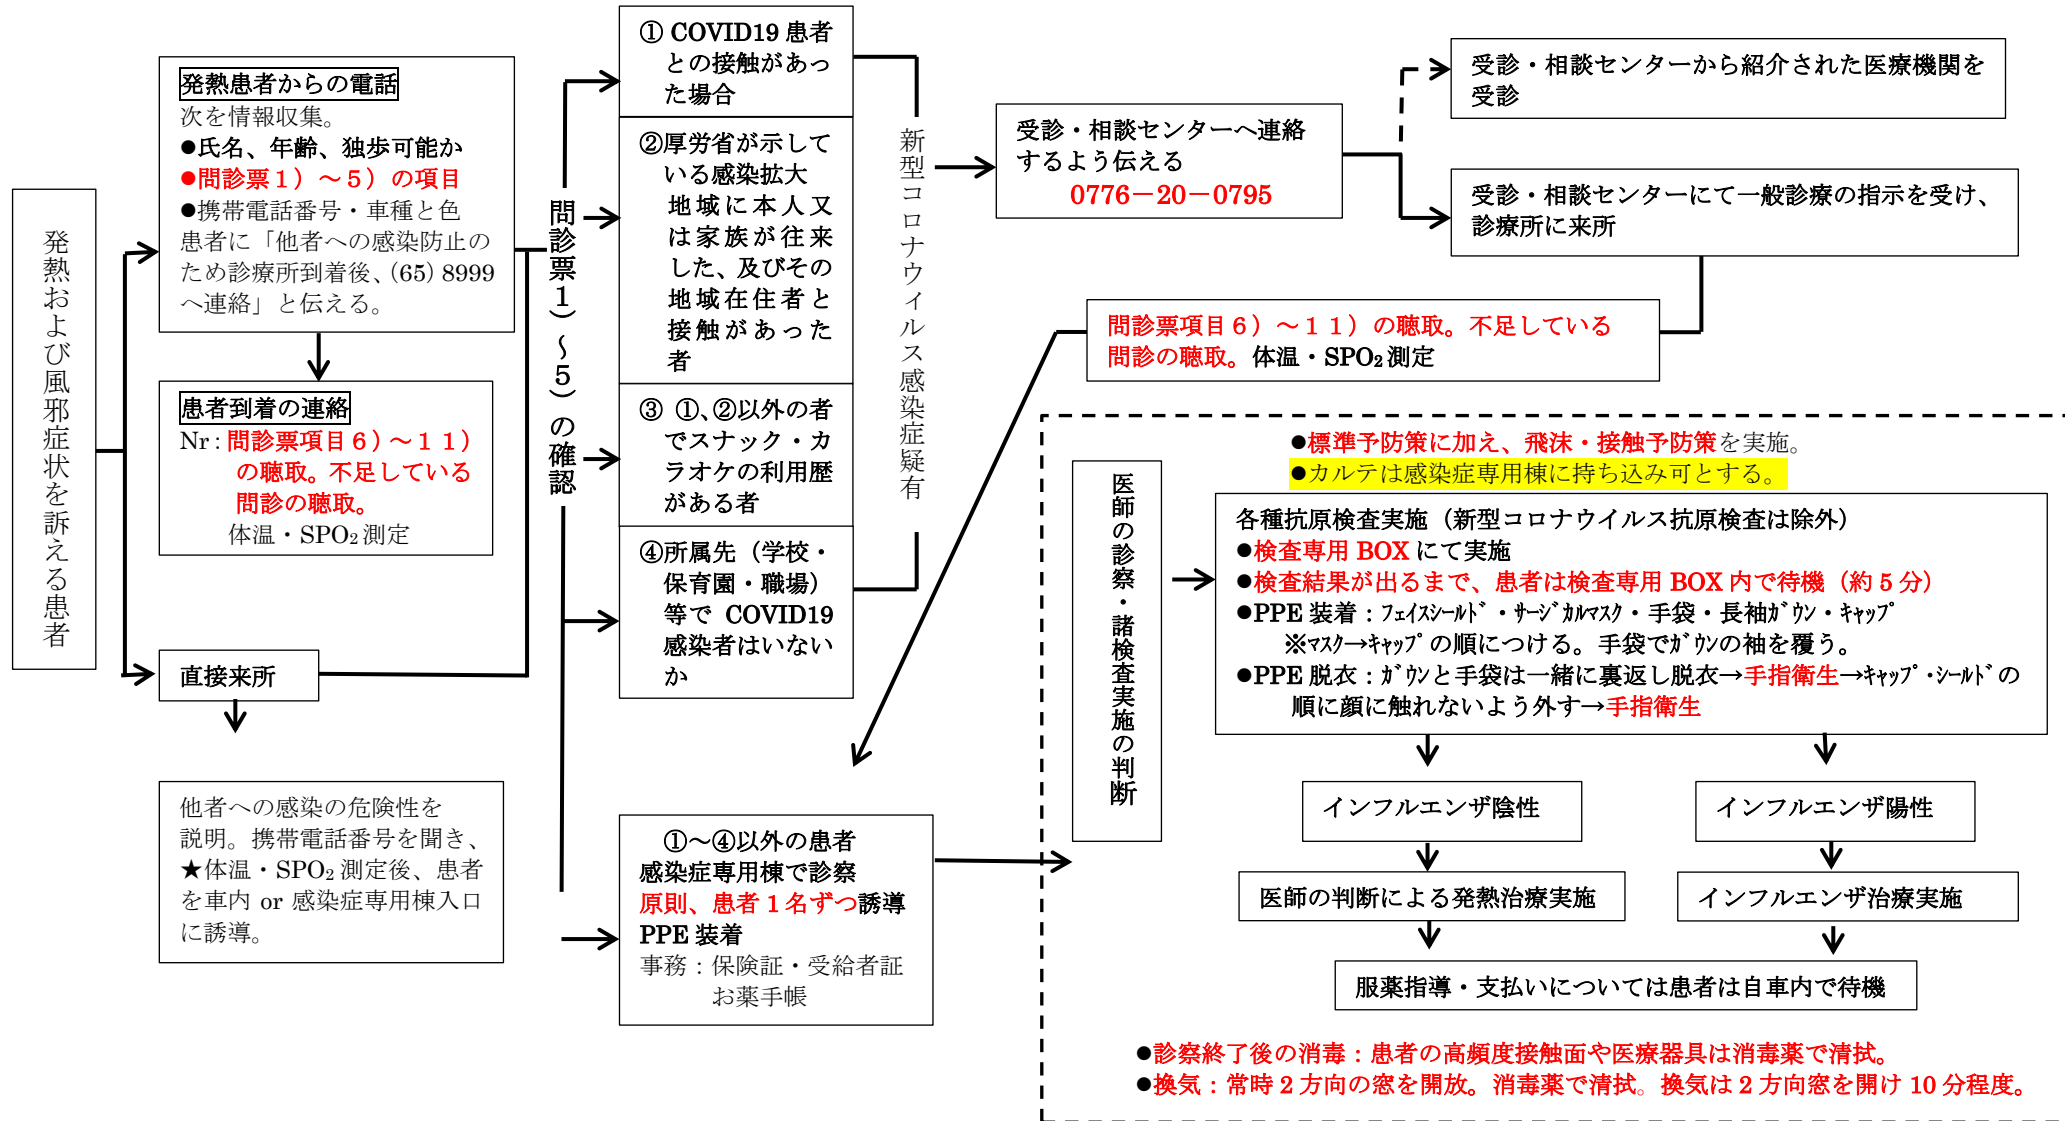 発熱および風邪症状を訴える患者
発熱患者からの電話
次を情報収集。
●氏名、年齢、独歩可能か
●問診票１）～５）の項目
●携帯電話番号・車種と色
患者に「他者への感染防止の
ため診療所到着後、(65) 8999
へ連絡」と伝える。
患者到着の連絡
Nr：問診票項目６）～１１）
の聴取。不足している
問診の聴取。
体温・SPO₂測定
直接来所
他者への感染の危険性を
説明。携帯電話番号を聞き、
★体温・SPO₂測定後、患者
を車内 or 感染症専用棟入口
に誘導。
問診票１）～５）の確認
① COVID19 患者
との接触があっ
た場合
②厚労省が示して
いる感染拡大
地域に本人又
は家族が往来
した、及びその
地域在住者と
接触があった
者
③ ①、②以外の者
でスナック・カ
ラオケの利用歴
がある者
④所属先（学校・
保育園・職場）
等で COVID19
感染者はいない
か
①～④以外の患者
感染症専用棟で診察
原則、患者 1 名ずつ誘導
PPE 装着
事務：保険証・受給者証
お薬手帳
新型コロナウィルス感染症疑有
受診・相談センターへ連絡
するよう伝える
0776－20－0795
受診・相談センターから紹介された医療機関を
受診
受診・相談センターにて一般診療の指示を受け、
診療所に来所
問診票項目６）～１１）の聴取。不足している
問診の聴取。体温・SPO₂測定
医師の診察・諸検査実施の判断
●標準予防策に加え、飛沫・接触予防策を実施。
●カルテは感染症専用棟に持ち込み可とする。
各種抗原検査実施（新型コロナウイルス抗原検査は除外）
●検査専用 BOX にて実施
●検査結果が出るまで、患者は検査専用 BOX 内で待機（約 5 分）
●PPE 装着：ﾌｪｲｽｼｰﾙﾄﾞ・ｻｰｼﾞｶﾙﾏｽｸ・手袋・長袖ｶﾞｳﾝ・ｷｬｯﾌﾟ
※ﾏｽｸ→ｷｬｯﾌﾟの順につける。手袋でｶﾞｳﾝの袖を覆う。
●PPE 脱衣：ｶﾞｳﾝと手袋は一緒に裏返し脱衣→手指衛生→ｷｬｯﾌﾟ・ｼｰﾙﾄﾞの
順に顔に触れないよう外す→手指衛生
インフルエンザ陰性
インフルエンザ陽性
医師の判断による発熱治療実施
インフルエンザ治療実施
服薬指導・支払いについては患者は自車内で待機
●診察終了後の消毒：患者の高頻度接触面や医療器具は消毒薬で清拭。
●換気：常時 2 方向の窓を開放。消毒薬で清拭。換気は 2 方向窓を開け 10 分程度。